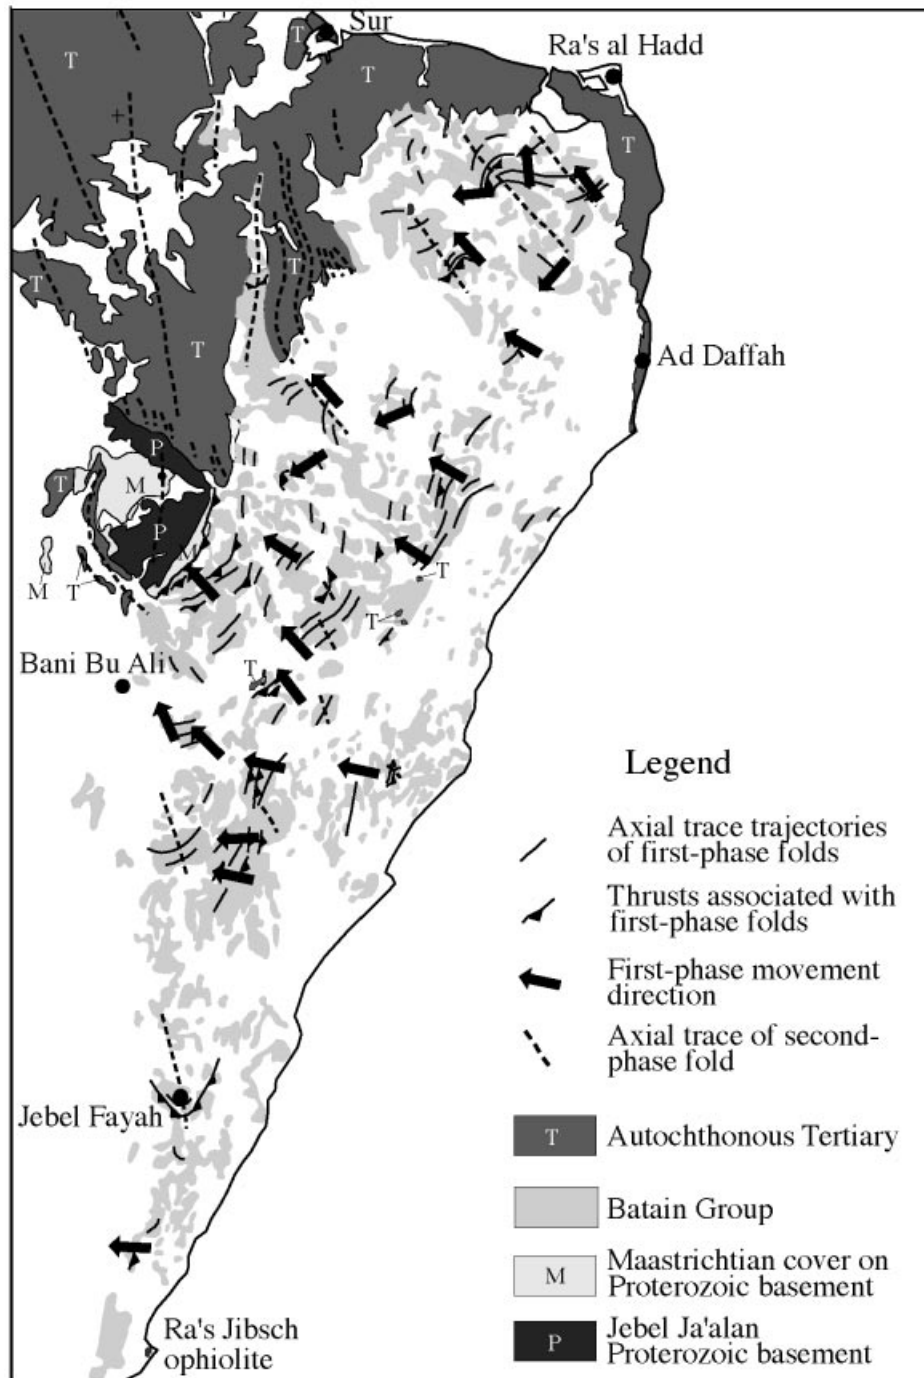 Sur
T
T
Ra's al Hadd
T
T
T
T
T
T
Ad Daffah
P
T
M
P
M
M
T
T
T
T
Bani Bu Ali
Legend
Axial trace trajectories
of first-phase folds
Thrusts associated with
first-phase folds
First-phase movement
direction
Axial trace of second-
phase fold
Jebel Fayah
T
Autochthonous Tertiary
Batain Group
M
Maastrichtian cover on
Proterozoic basement
P
Jebel Ja'alan
Proterozoic basement
Ra's Jibsch
ophiolite